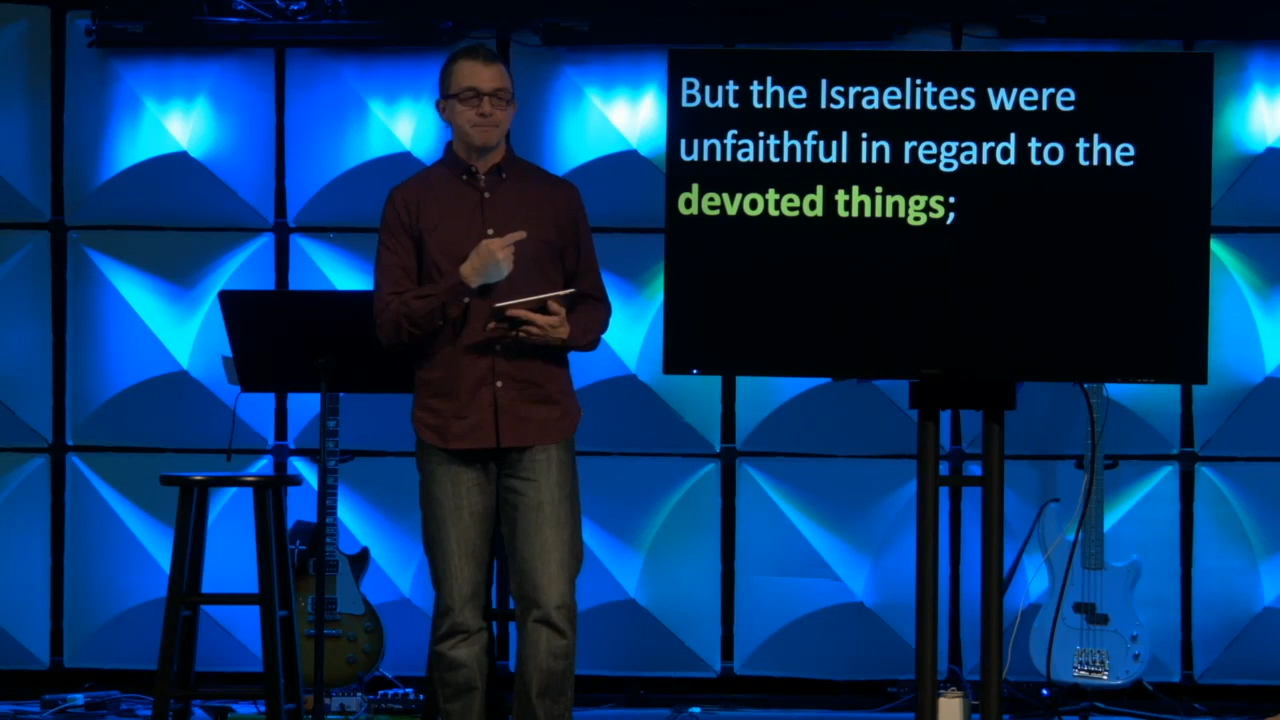 But the Israelites were
unfaithful in regard to the
devoted things;